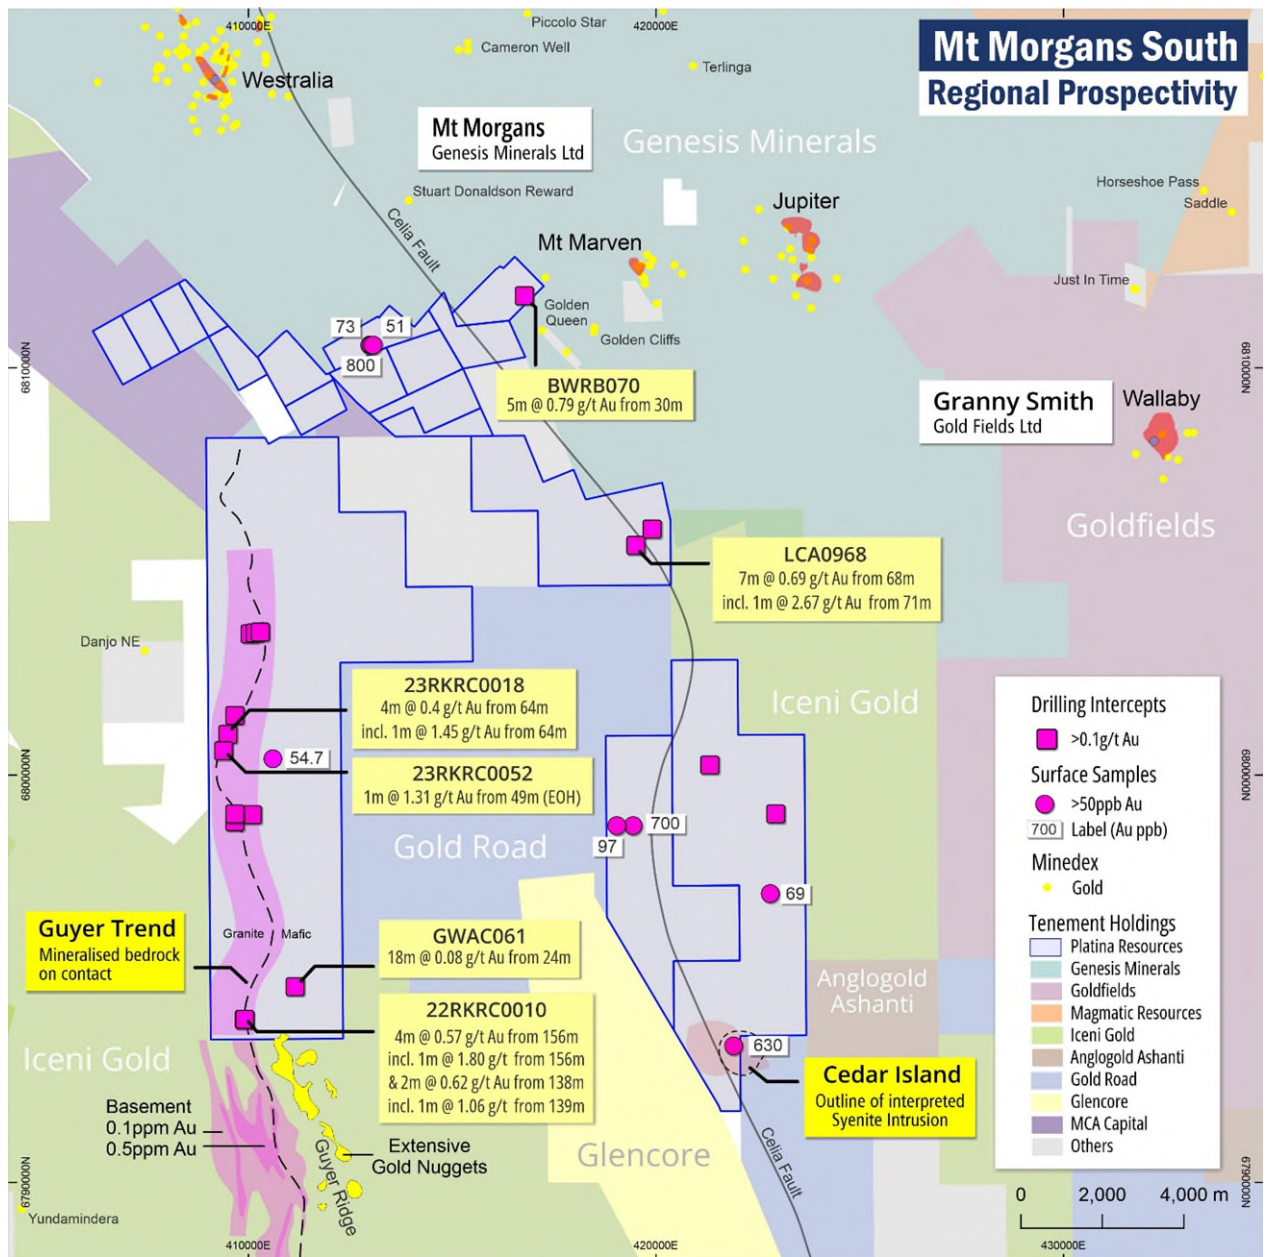 410000E
420000E
Mt Morgans South
Regional Prospectivity
Piccolo Star
Cameron Well
Terlinga
Westralia
Mt Morgans
Genesis Minerals Ltd
Genesis Minerals
Stuart Donaldson Reward
Horseshoe Pass
Saddle
Jupiter
Celia Fault
Mt Marven
Just In Time
Golden
Queen
Golden Cliffs
73
51
800
6810000N
6810000N
BWRB070
5m @ 0.79 g/t Au from 30m
Granny Smith
Gold Fields Ltd
Wallaby
Goldfields
LCA0968
7m @ 0.69 g/t Au from 68m
incl. 1m @ 2.67 g/t Au from 71m
Danjo NE
23RKRC0018
4m @ 0.4 g/t Au from 64m
incl. 1m @ 1.45 g/t Au from 64m
Iceni Gold
54.7
23RKRC0052
1m @ 1.31 g/t Au from 49m (EOH)
6800000N
6800000N
Gold Road
700
97
69
Guyer Trend
Mineralised bedrock
on contact
Granite
Mafic
GWAC061
18m @ 0.08 g/t Au from 24m
Anglogold
Ashanti
22RKRC0010
4m @ 0.57 g/t Au from 156m
incl. 1m @ 1.80 g/t from 156m
& 2m @ 0.62 g/t Au from 138m
incl. 1m @ 1.06 g/t from 139m
630
Cedar Island
Outline of interpreted
Syenite Intrusion
Iceni Gold
Basement
0.1ppm Au
0.5ppm Au
Guyer Ridge
Extensive
Gold Nuggets
Glencore
Celia Fault
Yundamindera
6790000N
6790000N
Drilling Intercepts
>0.1g/t Au
Surface Samples
>50ppb Au
700 Label (Au ppb)
Minedex
Gold
Tenement Holdings
Platina Resources
Genesis Minerals
Goldfields
Magmatic Resources
Iceni Gold
Anglogold Ashanti
Gold Road
Glencore
MCA Capital
Others
0 2,000 4,000 m
410000E
420000E
430000E